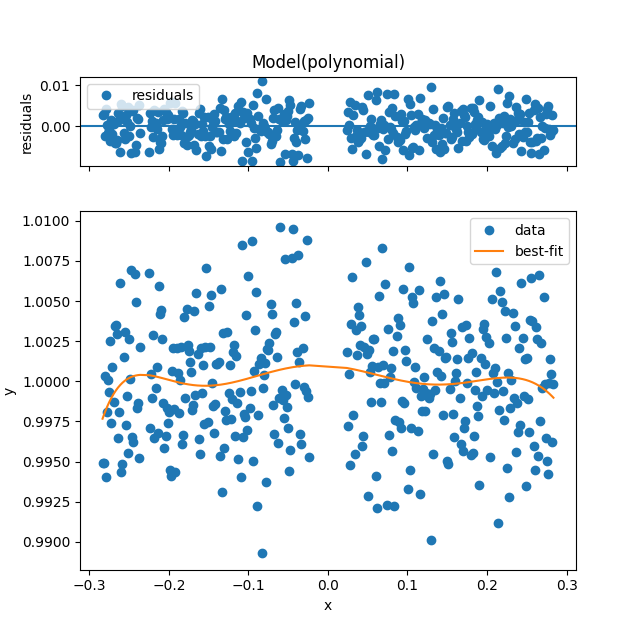 Model(polynomial)
0.01
0.00
residuals
residuals
1.0100
1.0075
1.0050
1.0025
1.0000
0.9975
0.9950
0.9925
0.9900
y
data
best-fit
−0.3 −0.2 −0.1 0.0 0.1 0.2 0.3
x